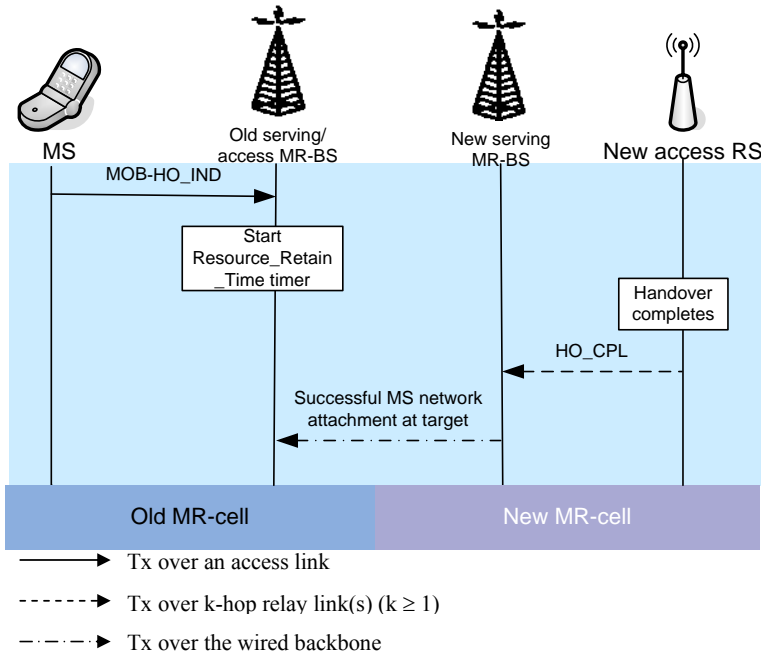 MS
Old serving/
access MR-BS
New serving
MR-BS
New access RS
MOB-HO_IND
Start
Resource_Retain
_Time timer
Handover
completes
HO_CPL
Successful MS network
attachment at target
Old MR-cell
New MR-cell
Tx over an access link
Tx over k-hop relay link(s) (k ≥ 1)
Tx over the wired backbone